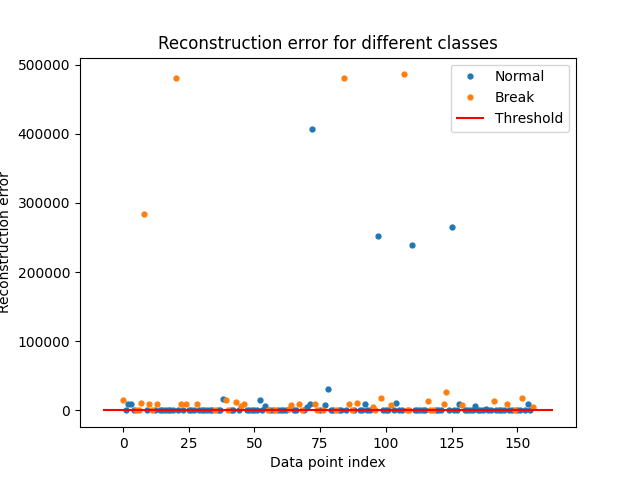 Reconstruction error for different classes
Normal
Break
Threshold
500000
400000
300000
200000
100000
0
Reconstruction error
0 25 50 75 100 125 150
Data point index